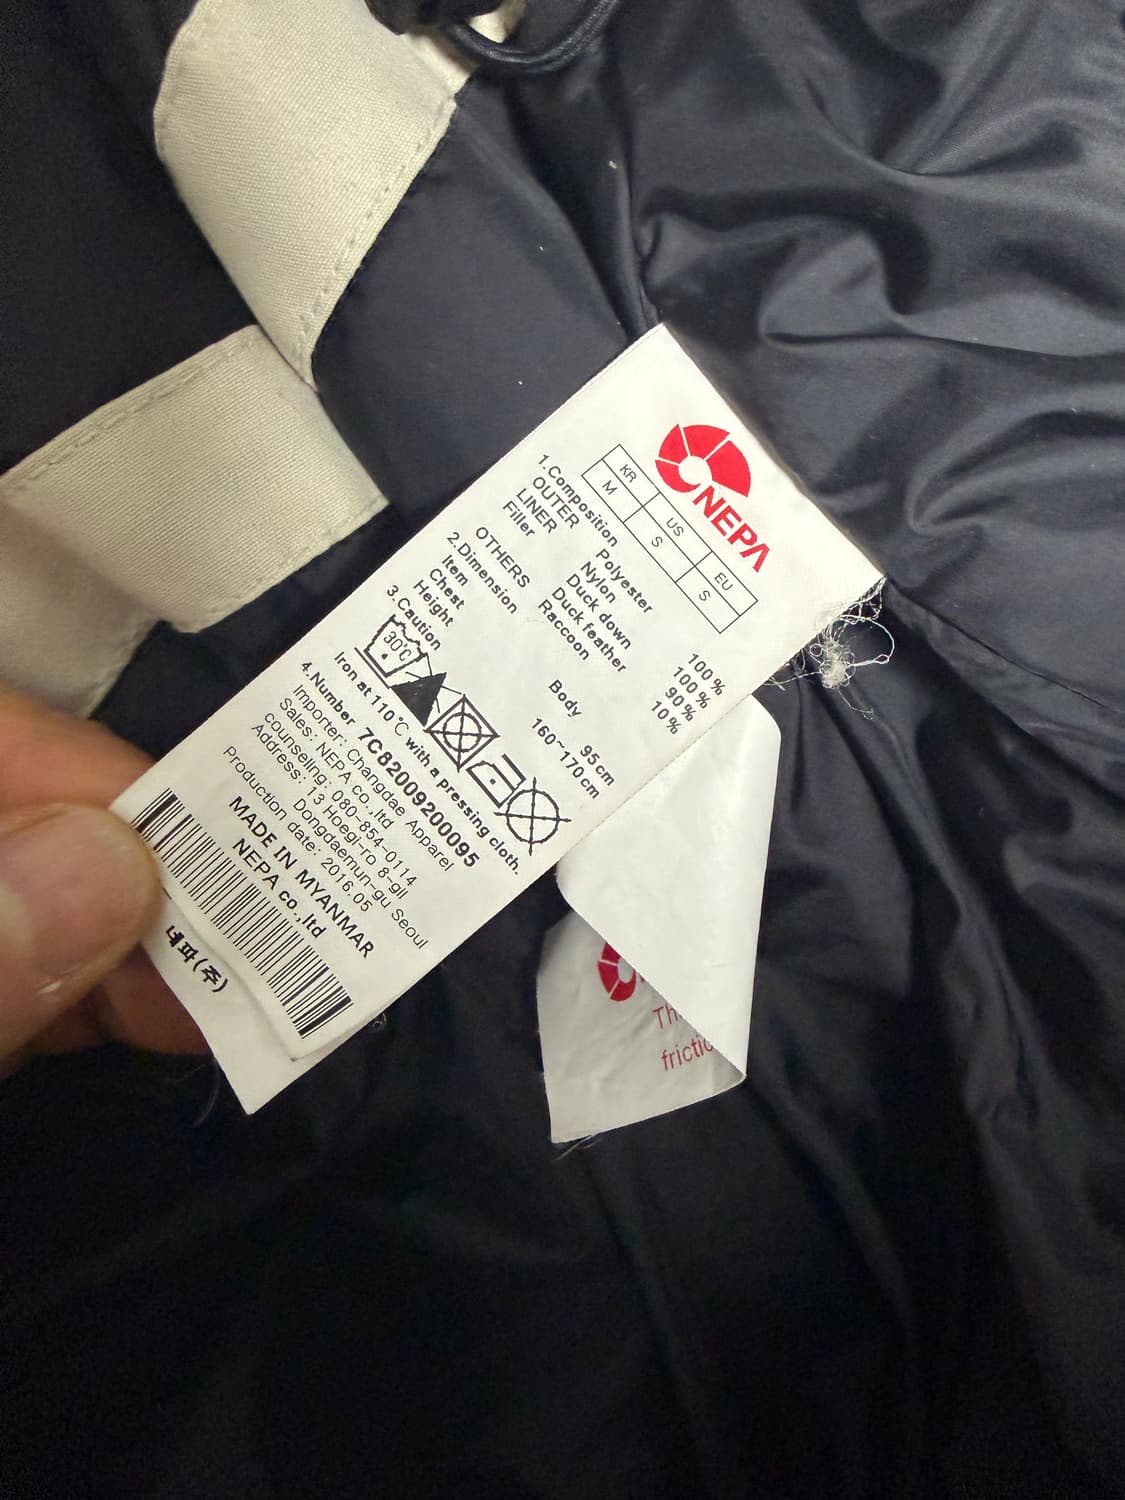 NEPA
KR US EU
M S S
1.Composition
OUTER Polyester 100%
LINER Nylon 100%
Filler Duck down 90%
Duck feather 10%
OTHERS Raccoon
2.Dimension
Item Body
Chest 95cm
Height 160~170cm
3.Caution
30℃
Iron at 110℃ with a pressing cloth.
4.Number 7C82009200095
Importer: Changdae Apparel
Sales: NEPA co.,ltd
counseling: 080-854-0114
Address: 13 Hoegi-ro 8-gil
Dongdaemun-gu Seoul
Production date: 2016.05
MADE IN MYANMAR
NEPA co.,ltd
네파(주)